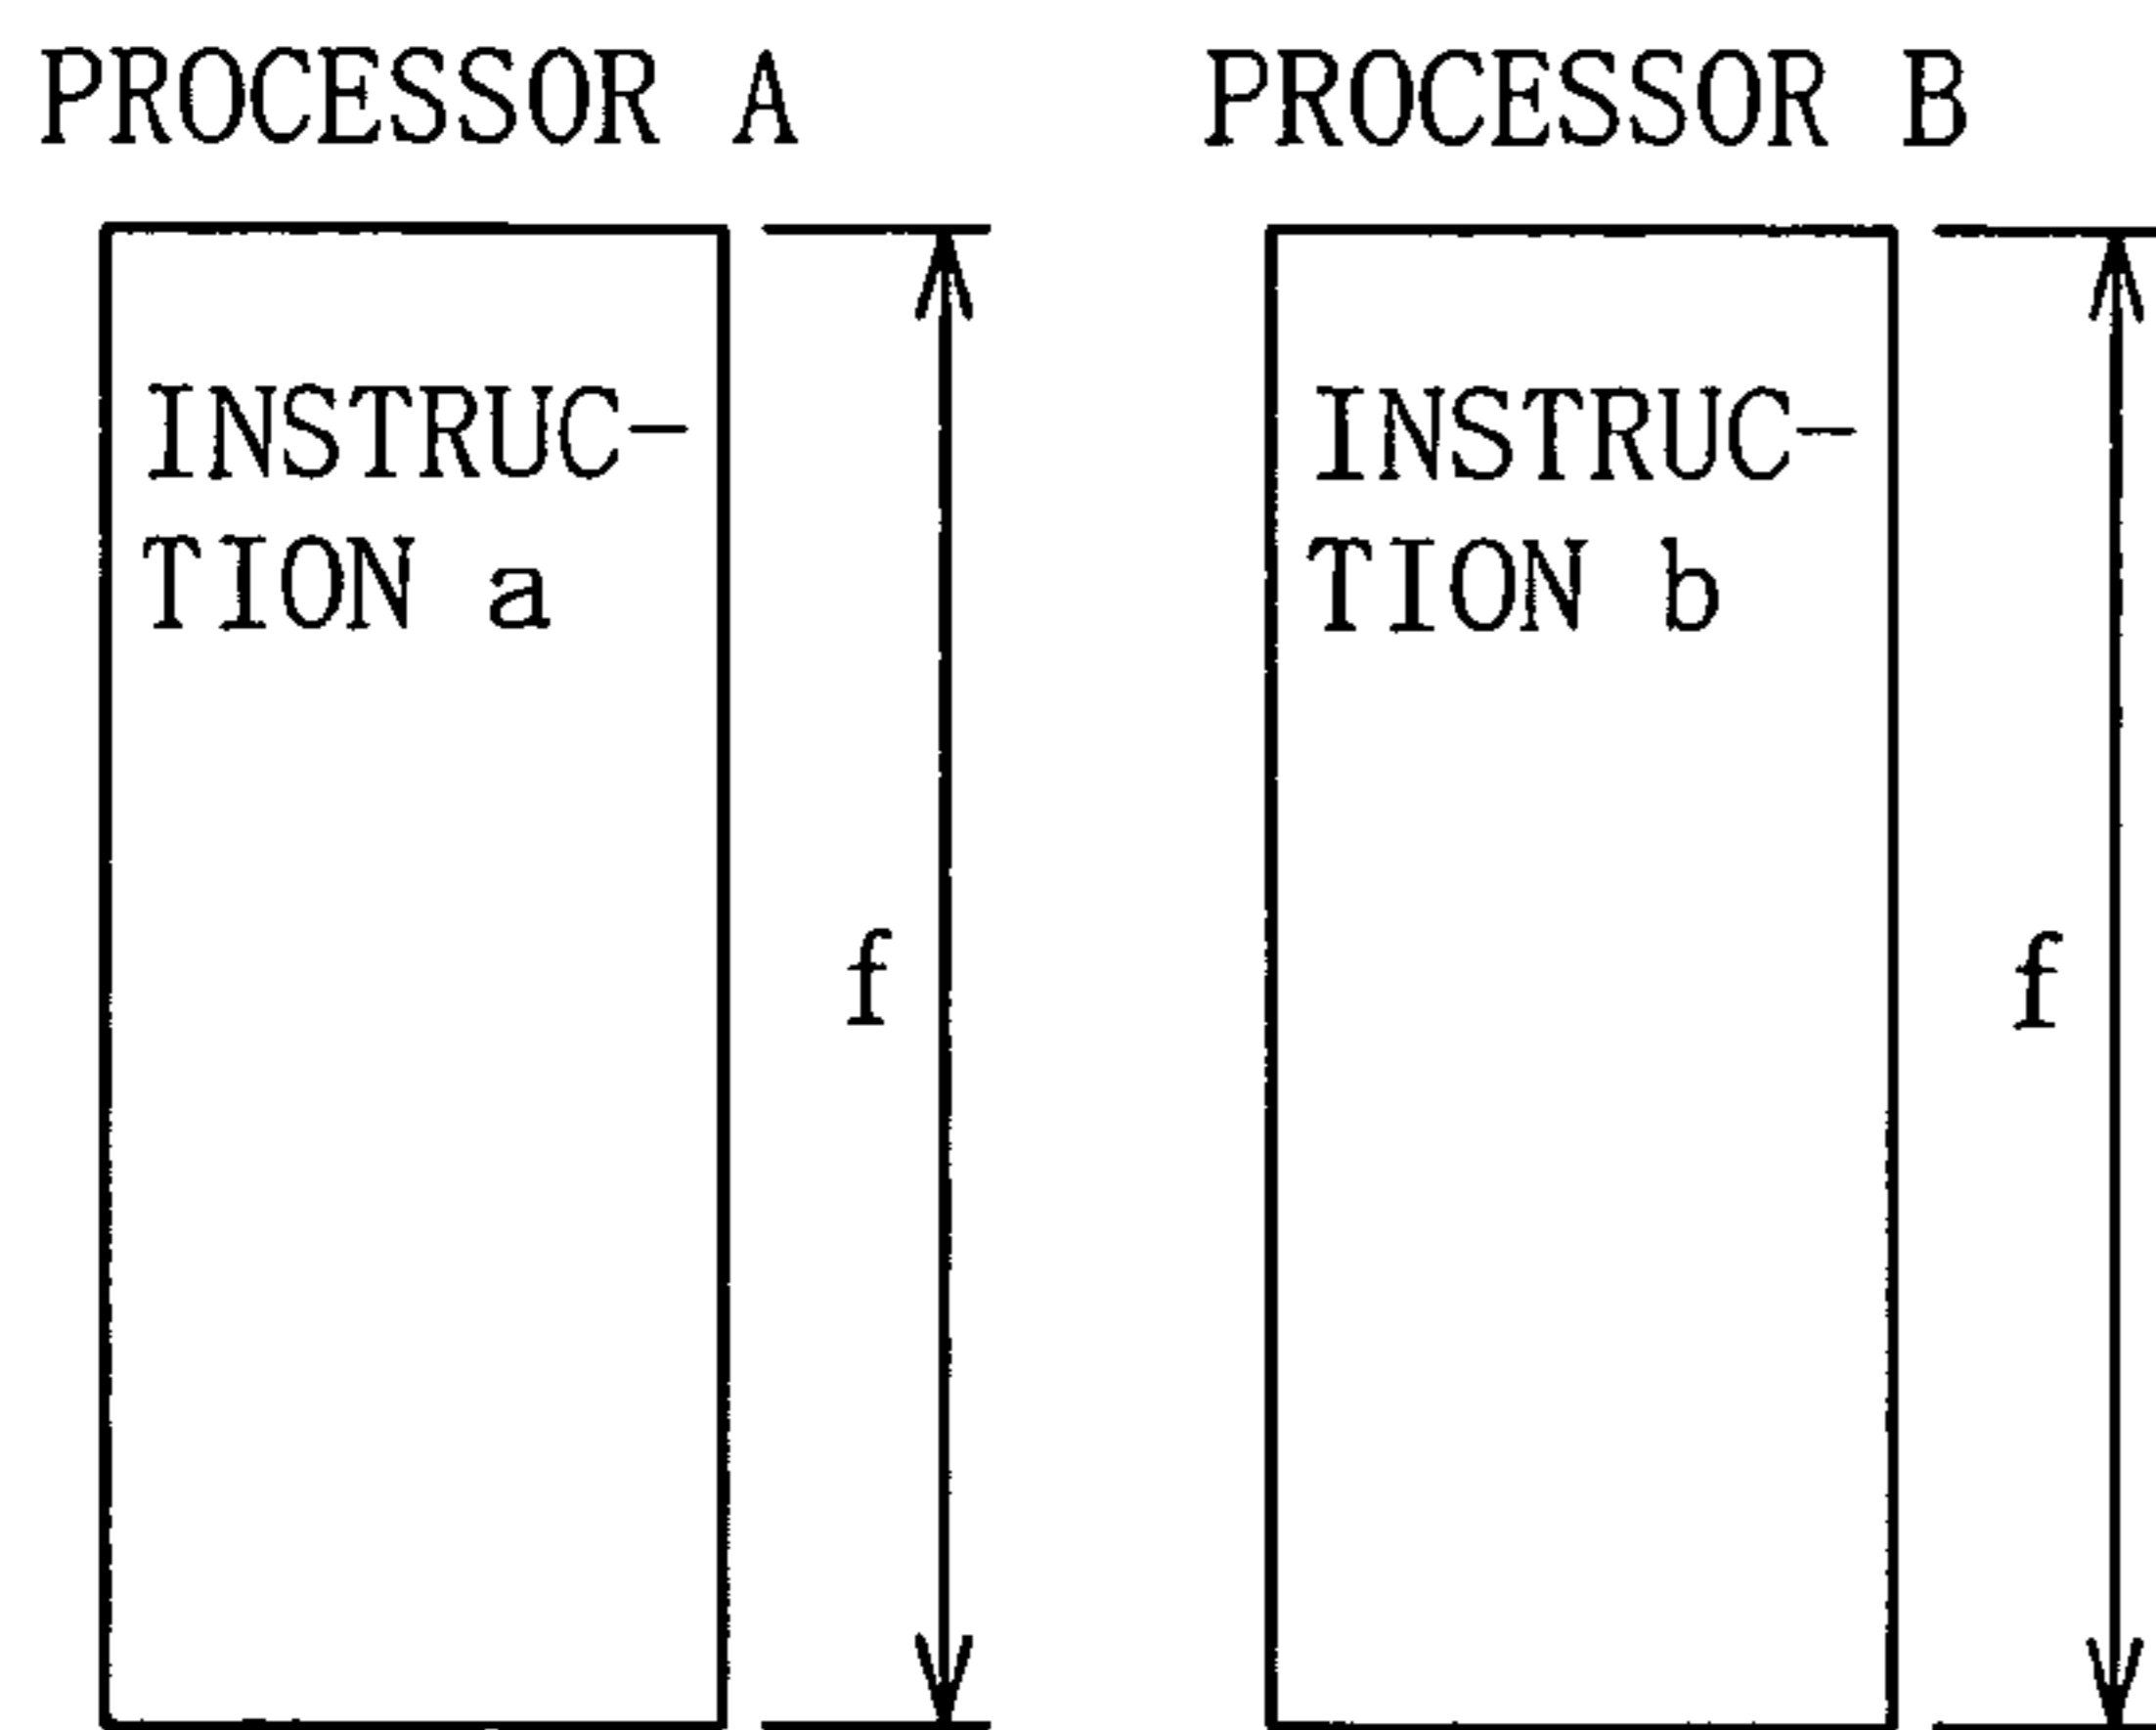 PROCESSOR A
INSTRUC-
TION a
f
PROCESSOR B
INSTRUC-
TION b
f